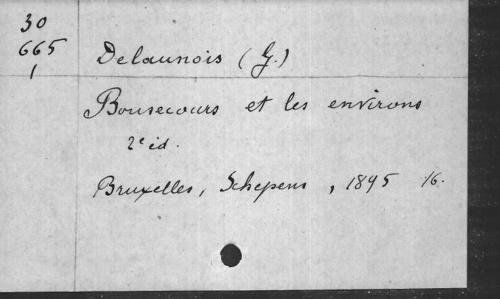 30
665
1
Delaunois (G.)
Bonsecours et les environs
2e éd.
Bruxelles, Schepens, 1895 16.